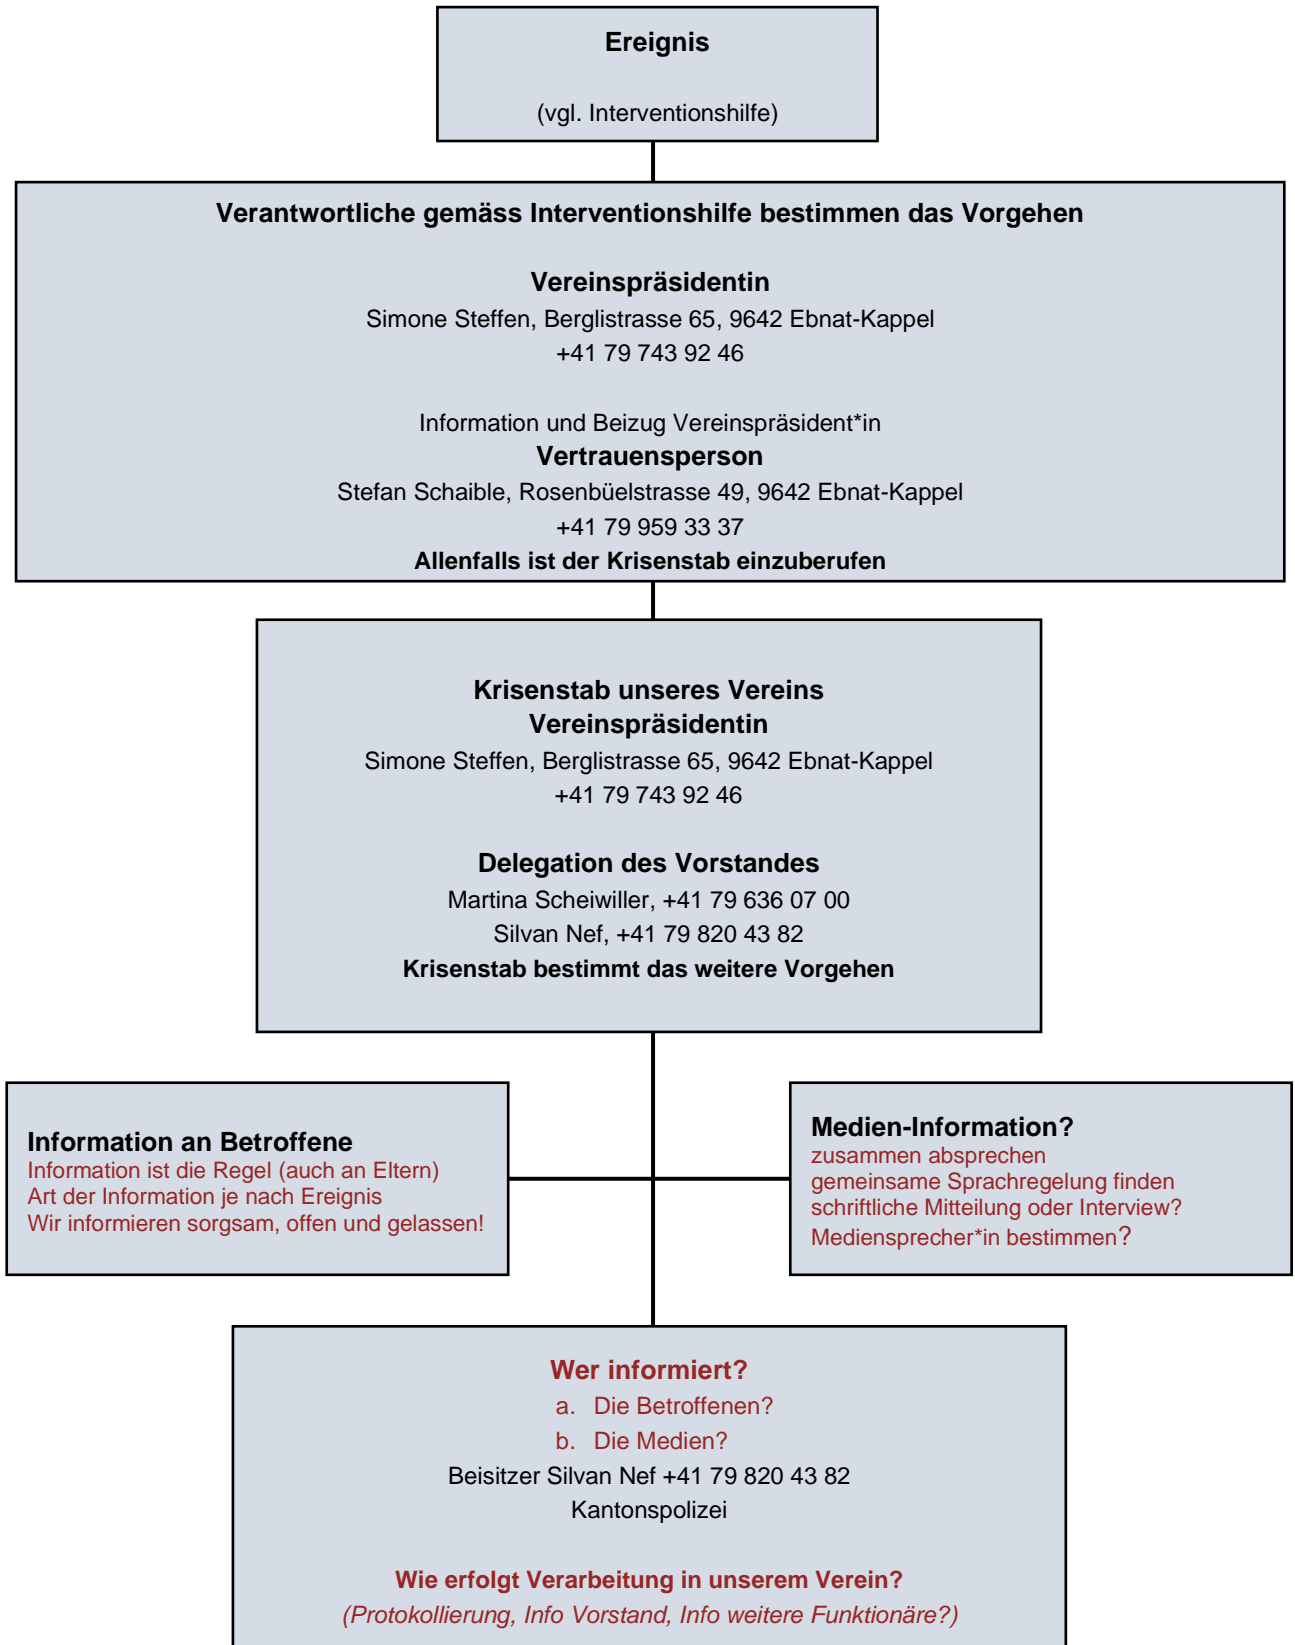 Ereignis
(vgl. Interventionshilfe)
Verantwortliche gemäss Interventionshilfe bestimmen das Vorgehen
Vereinspräsidentin
Simone Steffen, Berglistrasse 65, 9642 Ebnat-Kappel
+41 79 743 92 46
Information und Beizug Vereinspräsident*in
Vertrauensperson
Stefan Schaible, Rosenbüelstrasse 49, 9642 Ebnat-Kappel
+41 79 959 33 37
Allenfalls ist der Krisenstab einzuberufen
Krisenstab unseres Vereins
Vereinspräsidentin
Simone Steffen, Berglistrasse 65, 9642 Ebnat-Kappel
+41 79 743 92 46
Delegation des Vorstandes
Martina Scheiwiller, +41 79 636 07 00
Silvan Nef, +41 79 820 43 82
Krisenstab bestimmt das weitere Vorgehen
Information an Betroffene
Information ist die Regel (auch an Eltern)
Art der Information je nach Ereignis
Wir informieren sorgsam, offen und gelassen!
Medien-Information?
zusammen absprechen
gemeinsame Sprachregelung finden
schriftliche Mitteilung oder Interview?
Mediensprecher*in bestimmen?
Wer informiert?
a. Die Betroffenen?
b. Die Medien?
Beisitzer Silvan Nef +41 79 820 43 82
Kantonspolizei
Wie erfolgt Verarbeitung in unserem Verein?
(Protokollierung, Info Vorstand, Info weitere Funktionäre?)